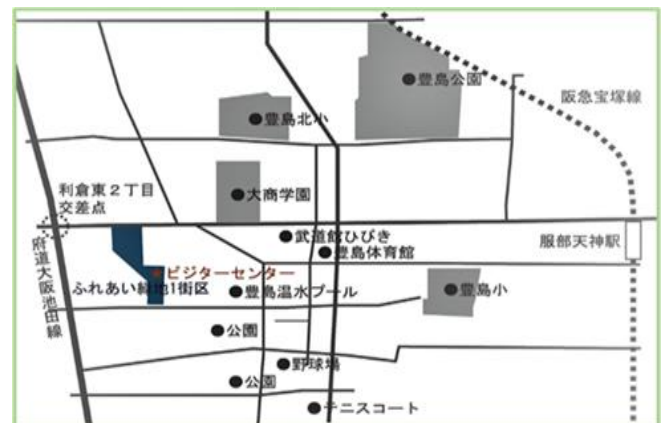 豊島公園
阪急宝塚線
豊島北小
大商学園
利倉東２丁目
交差点
武道館ひびき
豊島体育館
服部天神駅
府道大阪池田線
ビジターセンター
ふれあい緑地1街区
豊島温水プール
豊島小
公園
野球場
公園
テニスコート